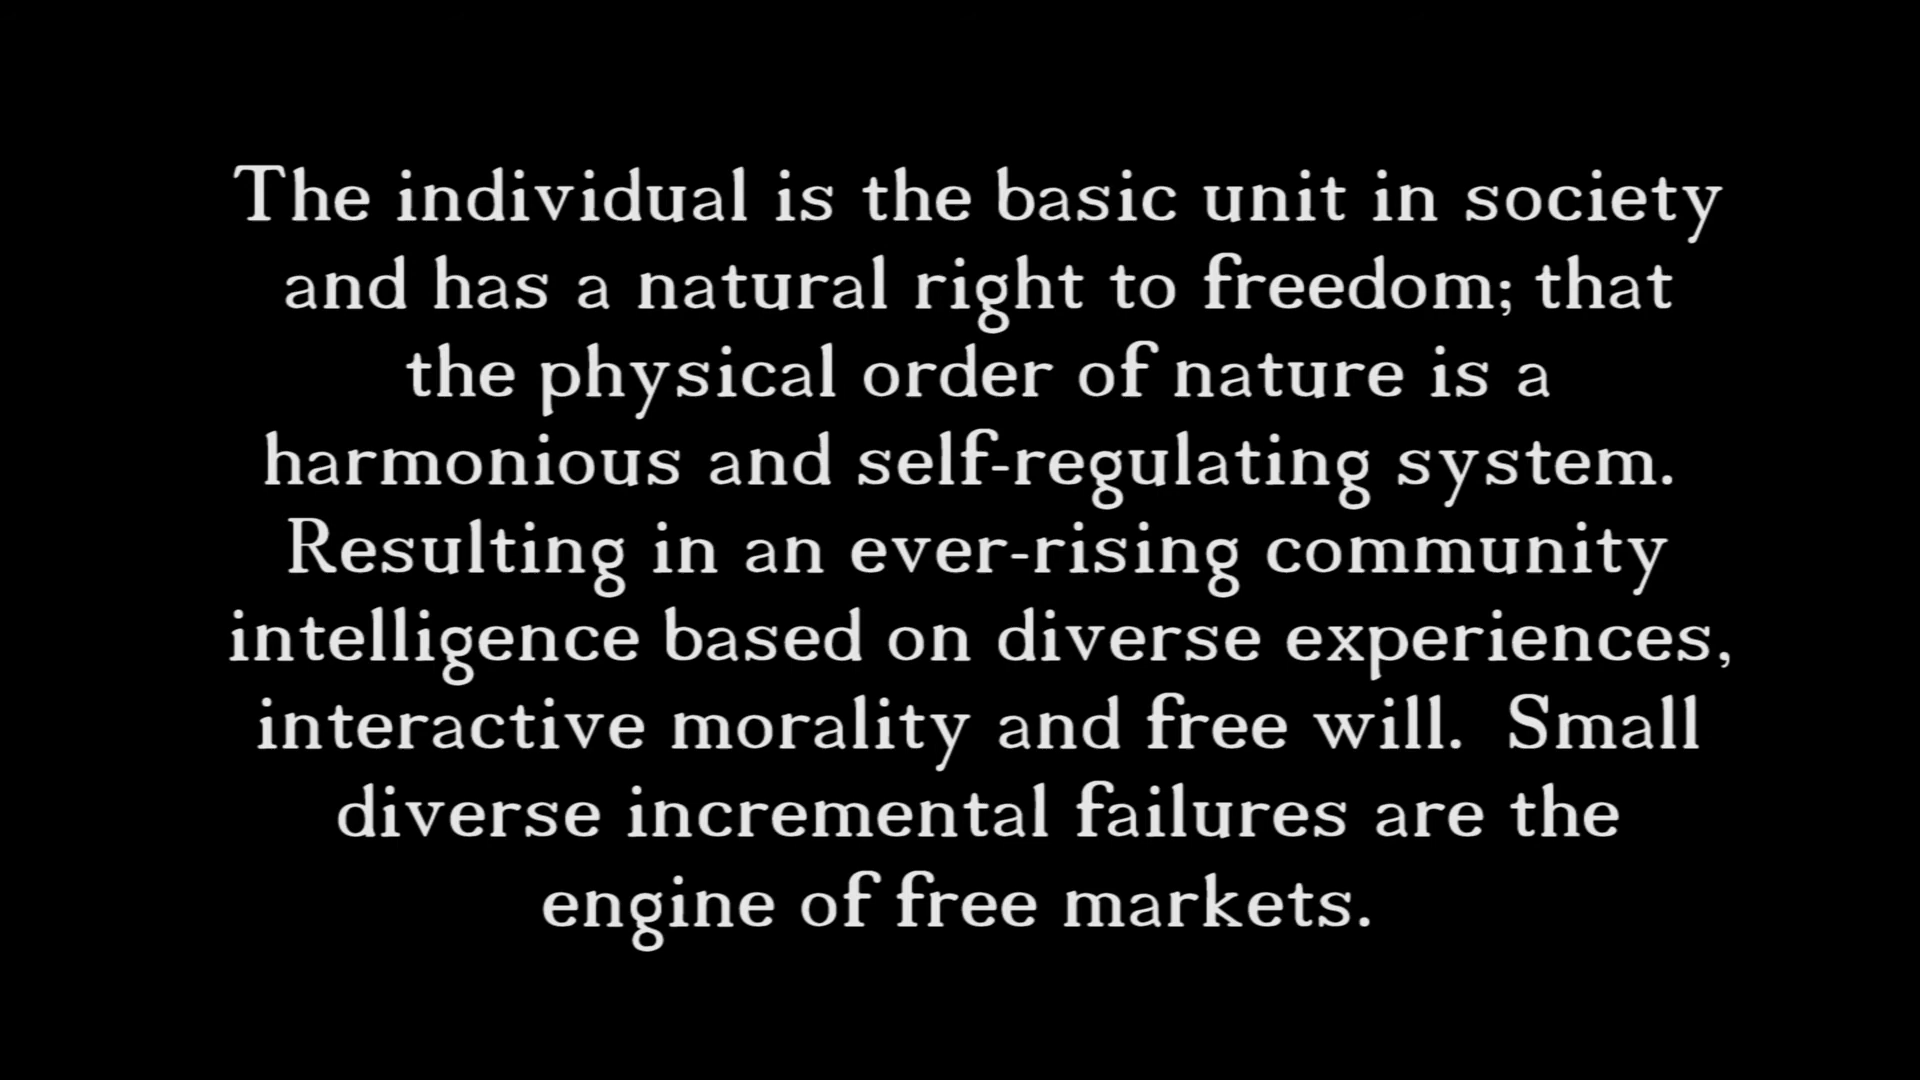 The individual is the basic unit in society
and has a natural right to freedom; that
the physical order of nature is a
harmonious and self-regulating system.
Resulting in an ever-rising community
intelligence based on diverse experiences,
interactive morality and free will.  Small
diverse incremental failures are the
engine of free markets.